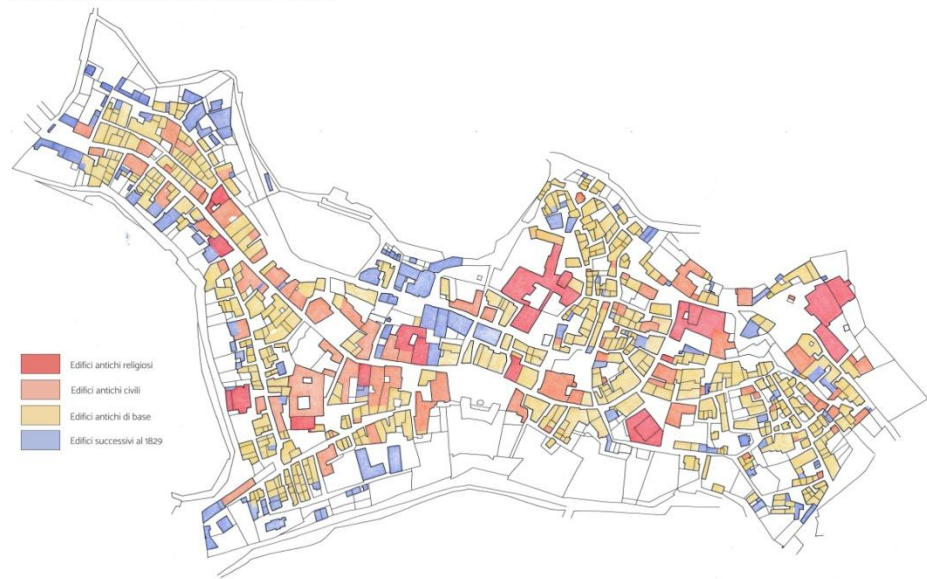 Edifici antichi religiosi
Edifici antichi civili
Edifici antichi di base
Edifici successivi al 1829